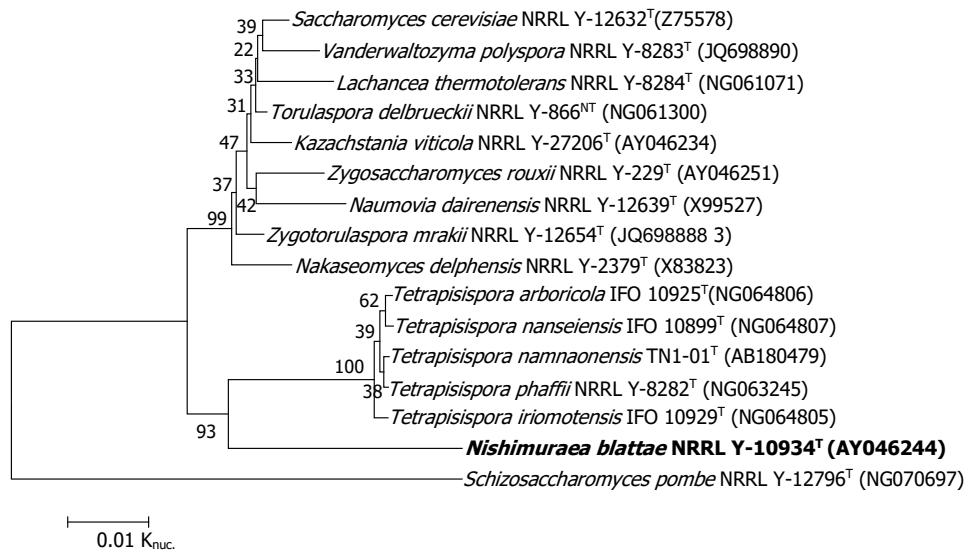 39
Saccharomyces cerevisiae NRRL Y-12632ᵀ(Z75578)
22
Vanderwaltozyma polyspora NRRL Y-8283ᵀ (JQ698890)
33
Lachancea thermotolerans NRRL Y-8284ᵀ (NG061071)
31
Torulaspora delbrueckii NRRL Y-866ᴺᵀ (NG061300)
47
Kazachstania viticola NRRL Y-27206ᵀ (AY046234)
37
Zygosaccharomyces rouxii NRRL Y-229ᵀ (AY046251)
42
Naumovia dairenensis NRRL Y-12639ᵀ (X99527)
99
Zygotorulaspora mrakii NRRL Y-12654ᵀ (JQ698888 3)
Nakaseomyces delphensis NRRL Y-2379ᵀ (X83823)
62
Tetrapisispora arboricola IFO 10925ᵀ(NG064806)
39
Tetrapisispora nanseiensis IFO 10899ᵀ (NG064807)
100
Tetrapisispora namnaonensis TN1-01ᵀ (AB180479)
38
Tetrapisispora phaffii NRRL Y-8282ᵀ (NG063245)
Tetrapisispora iriomotensis IFO 10929ᵀ (NG064805)
93
Nishimuraea blattae NRRL Y-10934ᵀ (AY046244)
Schizosaccharomyces pombe NRRL Y-12796ᵀ (NG070697)
0.01 Knuc.